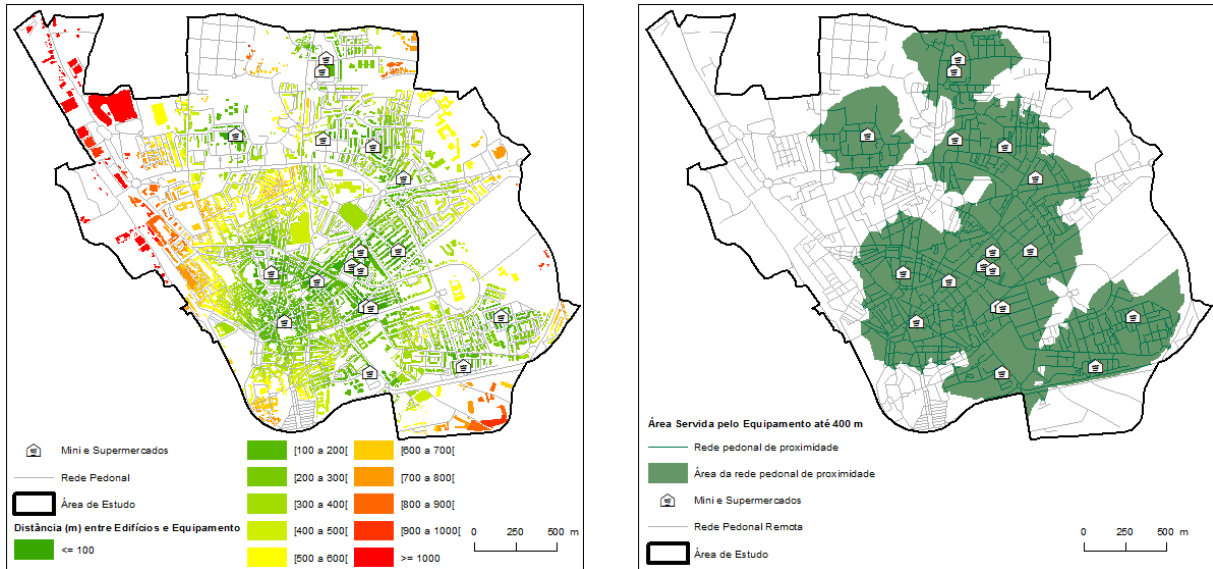 Mini e Supermercados
Rede Pedonal
Área de Estudo
Distância (m) entre Edifícios e Equipamento
<= 100
[100 a 200[
[200 a 300[
[300 a 400[
[400 a 500[
[500 a 600[
[600 a 700[
[700 a 800[
[800 a 900[
[900 a 1000[
>= 1000
0 250 500 m
Área Servida pelo Equipamento até 400 m
Rede pedonal de proximidade
Área da rede pedonal de proximidade
Mini e Supermercados
Rede Pedonal Remota
Área de Estudo
0 250 500 m